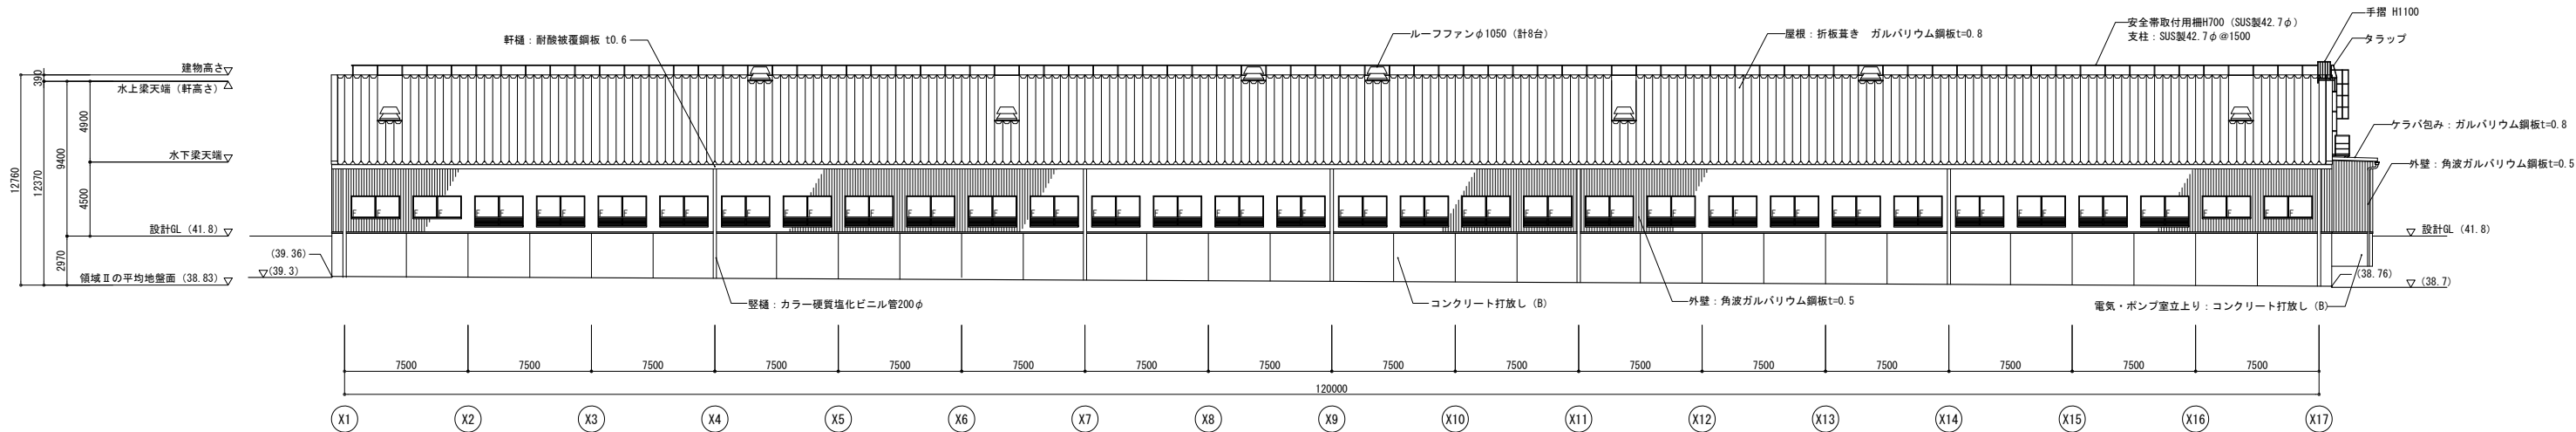 手摺 H1100
安全帯取付用柵H700（SUS製42.7φ）
支柱：SUS製42.7φ@1500
タラップ
軒樋：耐酸被覆鋼板 t0.6
ルーフファンφ1050（計8台）
屋根：折板葺き ガルバリウム鋼板t=0.8
建物高さ
水上梁天端（軒高さ）
水下梁天端
設計GL（41.8）
領域Ⅱの平均地盤面（38.83）
390
4900
4500
9400
2970
12370
12760
(39.36)
(39.3)
ケラバ包み：ガルバリウム鋼板t=0.8
外壁：角波ガルバリウム鋼板t=0.5
設計GL（41.8）
(38.76)
(38.7)
F F F F F F F F F F F F F F F F F F F F F F F F F F F F F F F F F F F F F F F F F F F F F F F F F F F F F F F F F F F F F F F F
竪樋：カラー硬質塩化ビニル管200φ
コンクリート打放し（B）
外壁：角波ガルバリウム鋼板t=0.5
電気・ポンプ室立上り：コンクリート打放し（B）
7500 7500 7500 7500 7500 7500 7500 7500 7500 7500 7500 7500 7500 7500 7500 7500
120000
X1 X2 X3 X4 X5 X6 X7 X8 X9 X10 X11 X12 X13 X14 X15 X16 X17